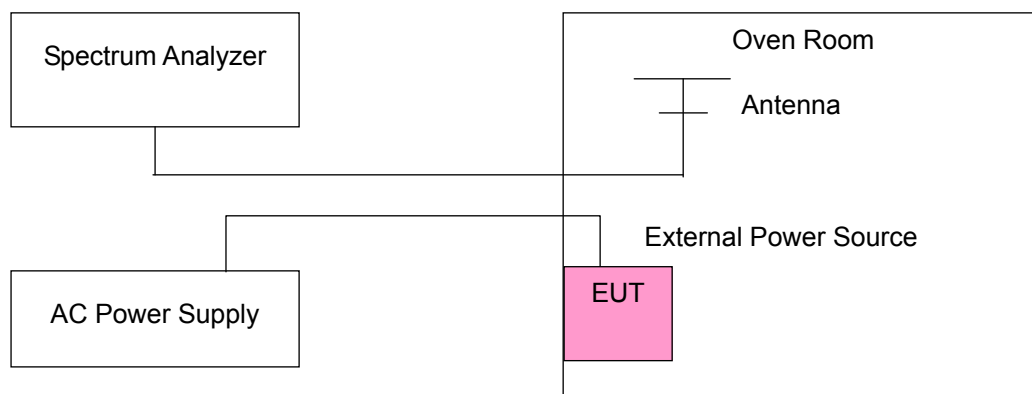 Spectrum Analyzer
Oven Room
Antenna
External Power Source
AC Power Supply
EUT